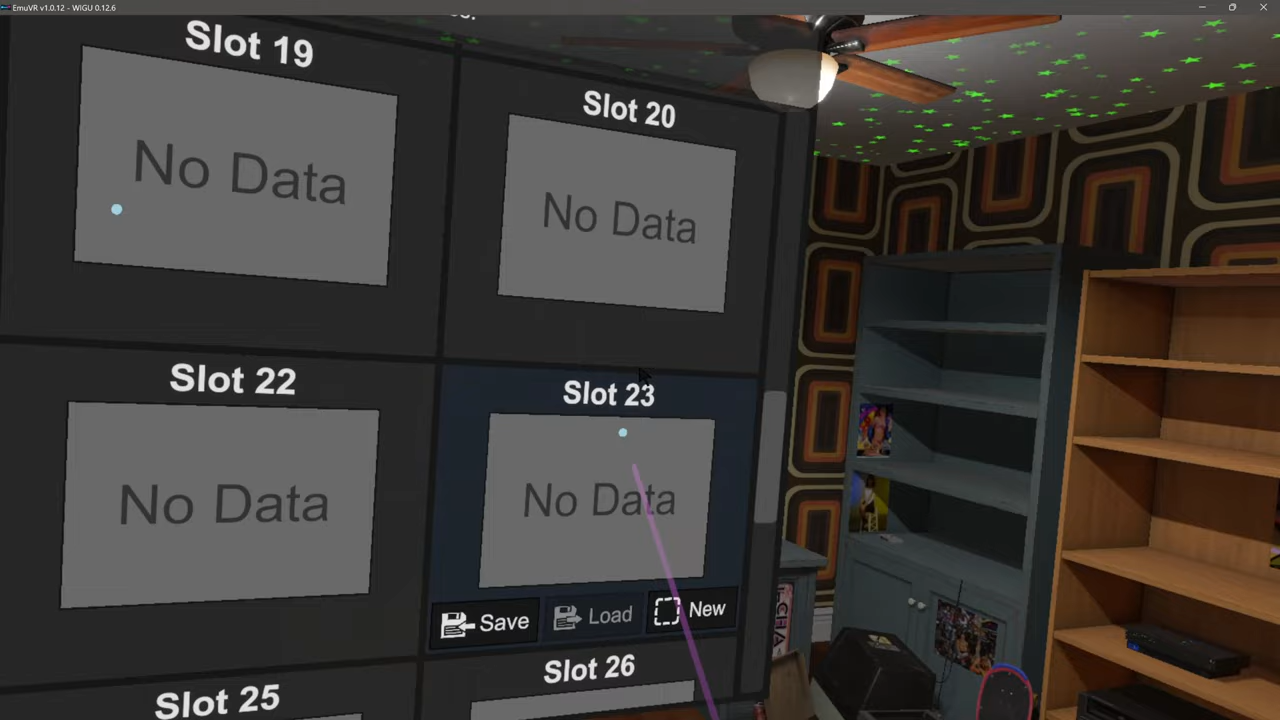 EmuVR v1.0.12 - WIGU 0.12.6
Slot 19
No Data
Slot 20
No Data
Slot 22
No Data
Slot 23
No Data
Save
Load
New
Slot 25
Slot 26